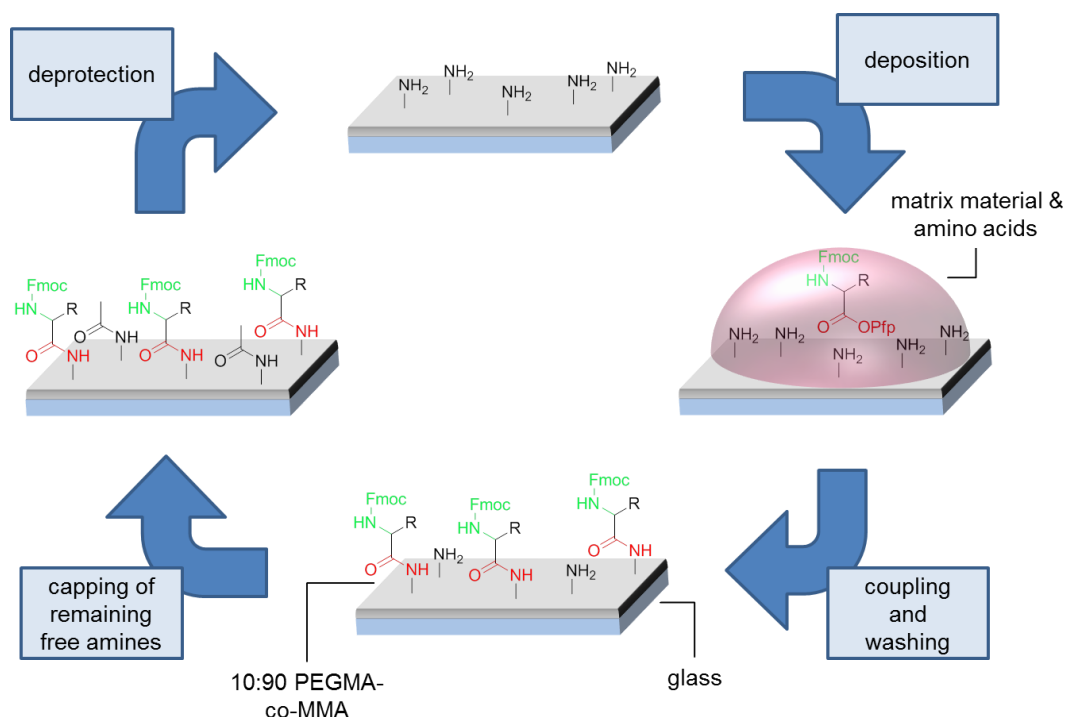 deprotection
NH2
NH2
NH2
NH2
NH2
deposition
matrix material &
amino acids
Fmoc
HN
R
O
OPfp
NH2
NH2
NH2
NH2
NH2
coupling
and
washing
Fmoc
HN
R
O
NH
NH2
Fmoc
HN
R
O
NH
NH2
Fmoc
HN
R
O
NH
glass
10:90 PEGMA-
co-MMA
capping of
remaining
free amines
Fmoc
HN
R
O
NH
O
NH
Fmoc
HN
R
O
NH
O
NH
Fmoc
HN
R
O
NH